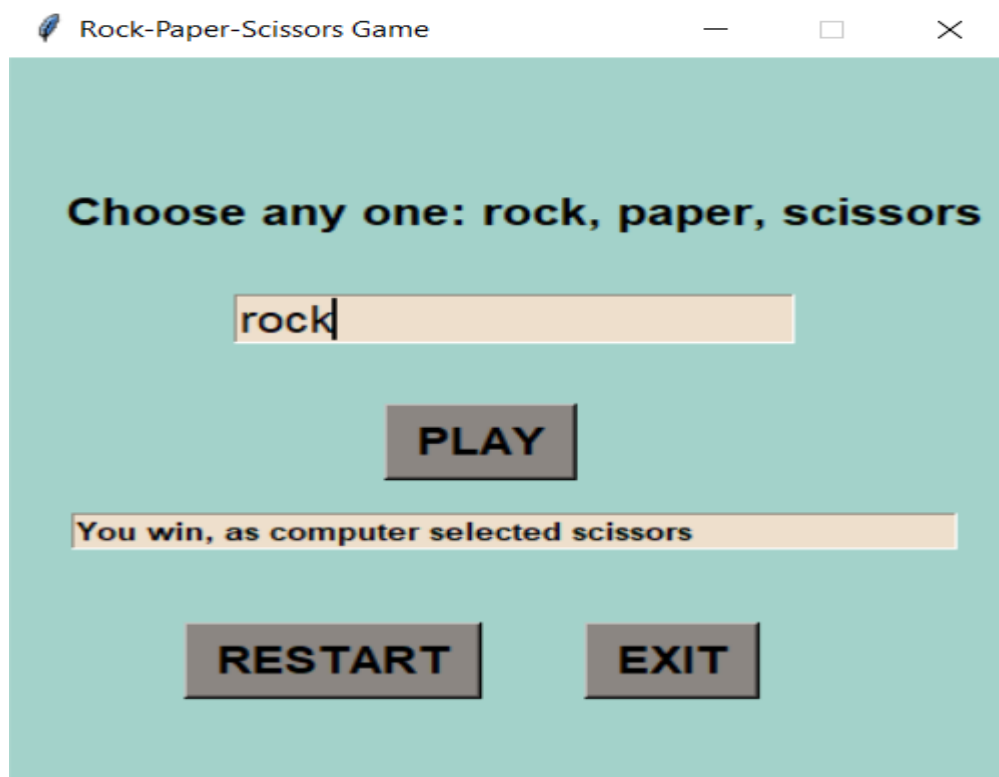 Rock-Paper-Scissors Game
Choose any one: rock, paper, scissors
rock
PLAY
You win, as computer selected scissors
RESTART EXIT